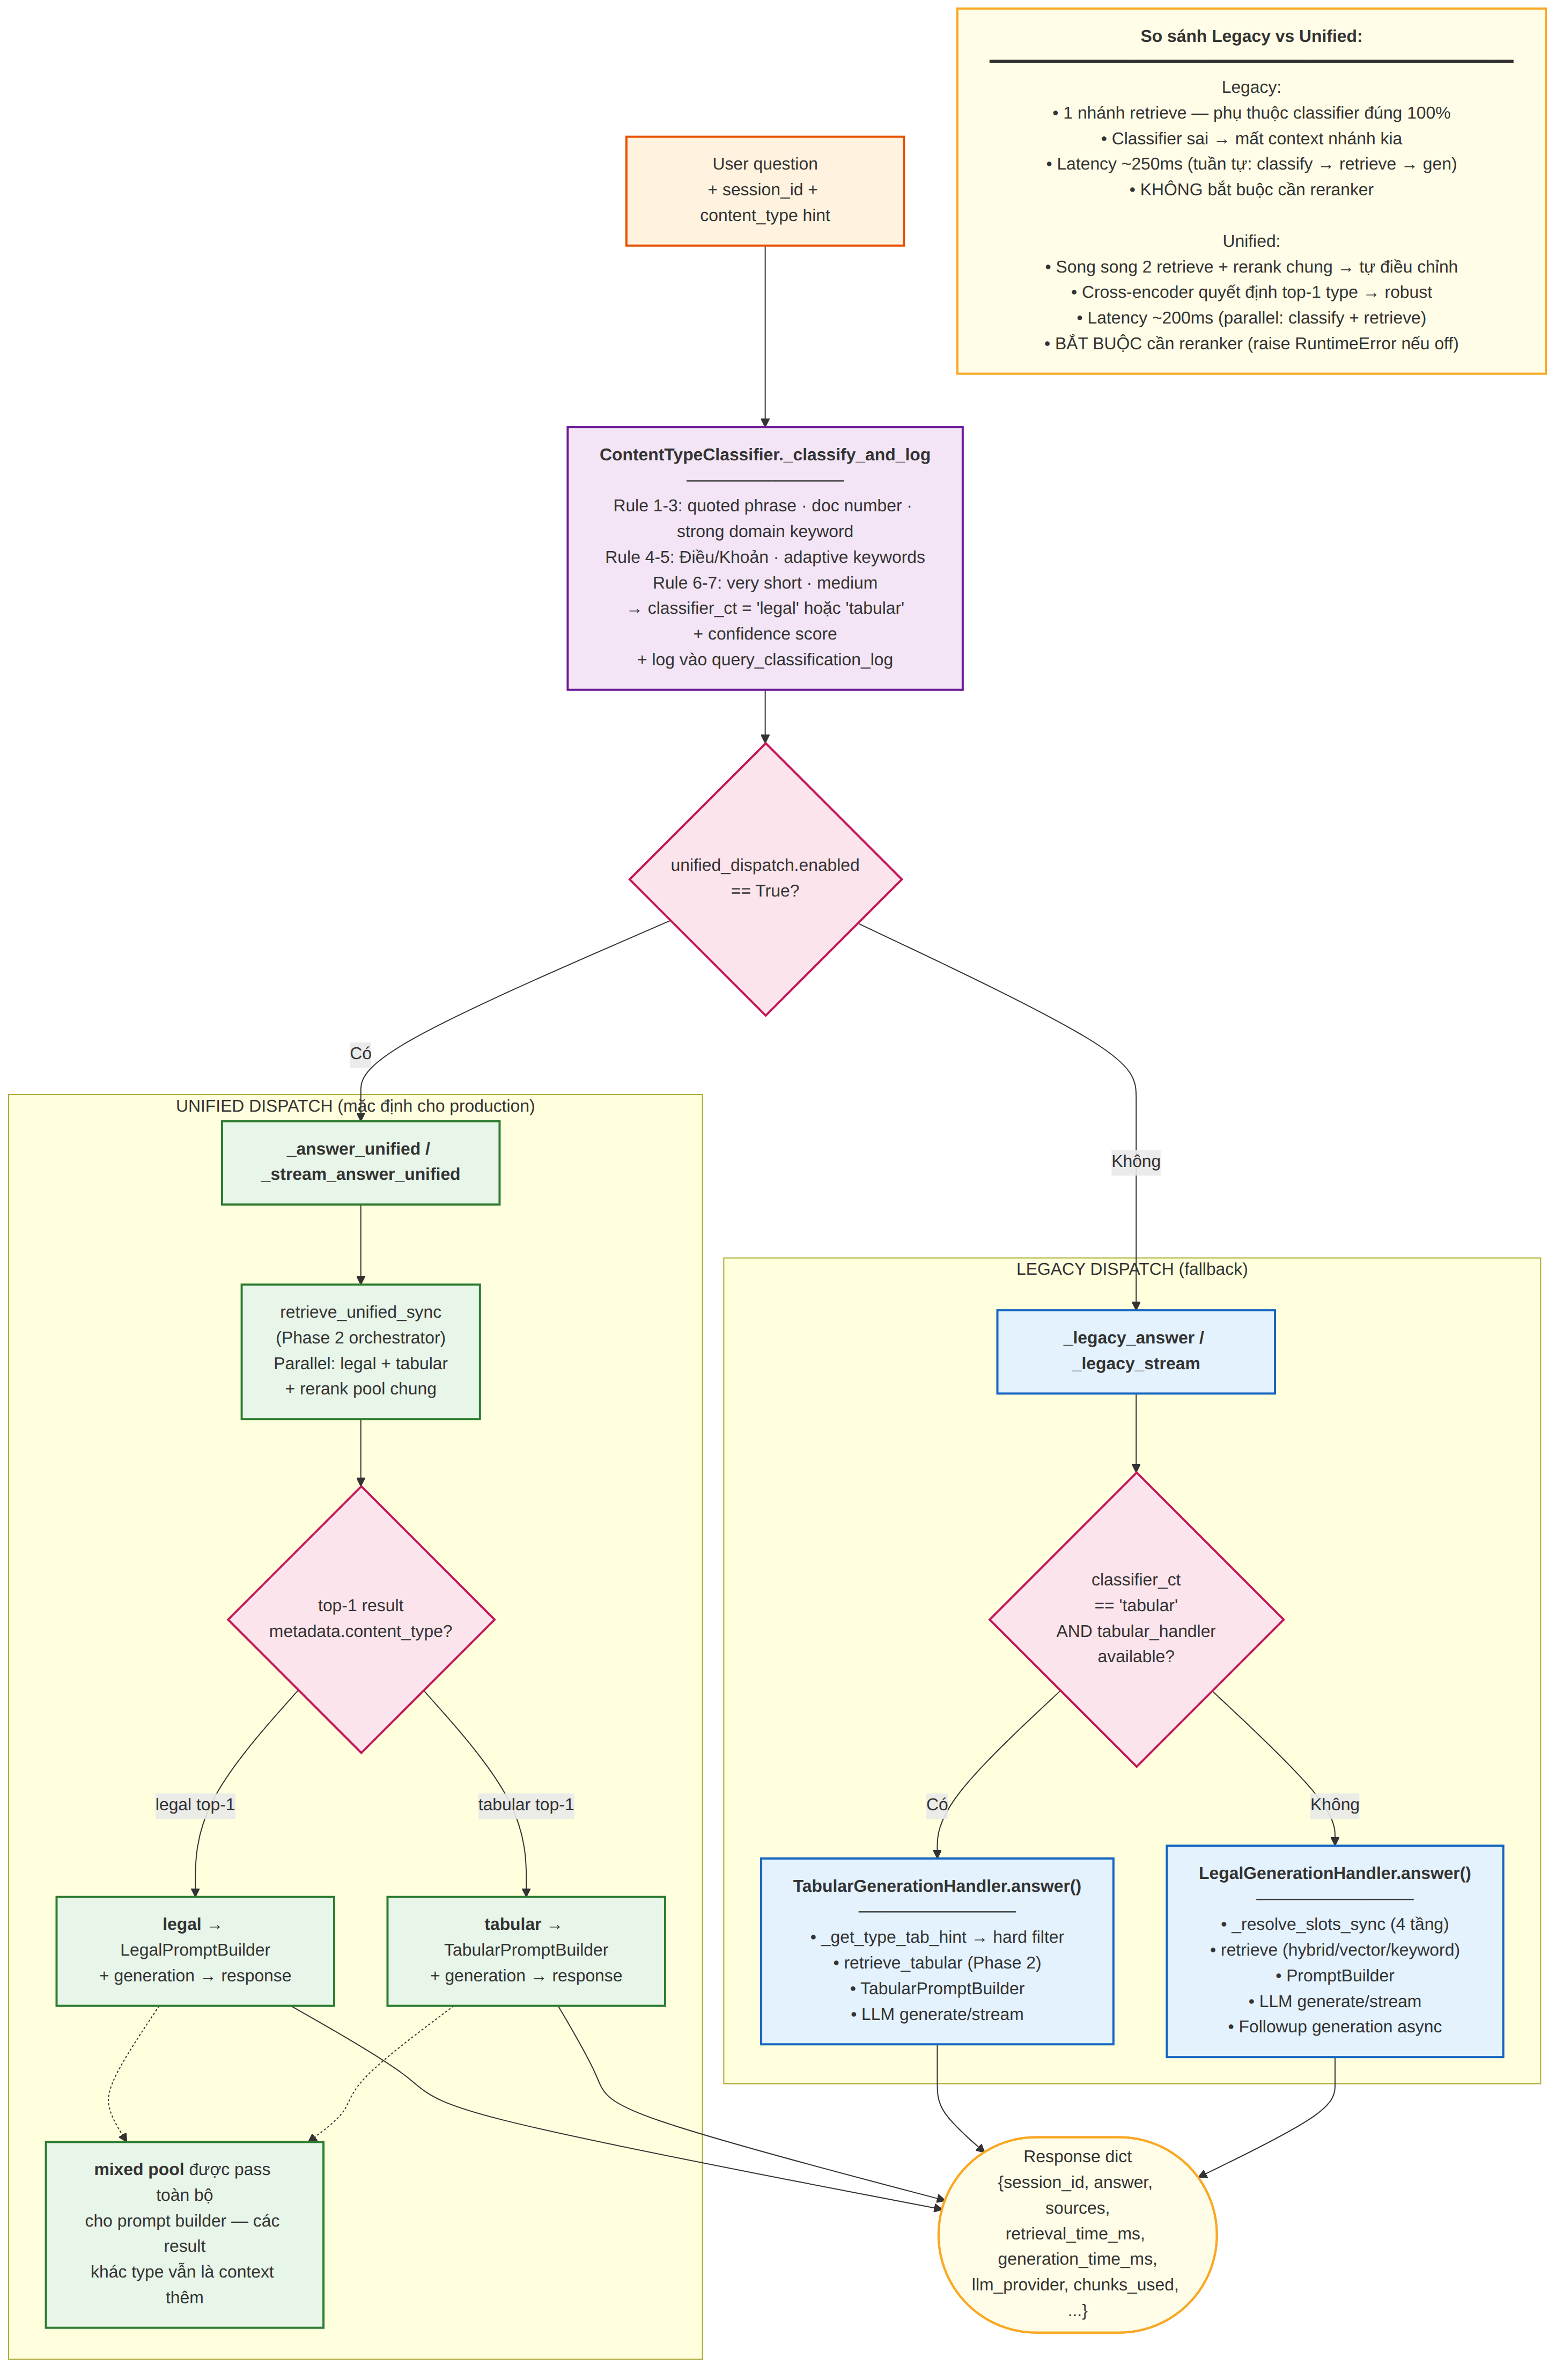 So sánh Legacy vs Unified:
Legacy:
• 1 nhánh retrieve — phụ thuộc classifier đúng 100%
• Classifier sai → mất context nhánh kia
• Latency ~250ms (tuần tự: classify → retrieve → gen)
• KHÔNG bắt buộc cần reranker
Unified:
• Song song 2 retrieve + rerank chung → tự điều chỉnh
• Cross-encoder quyết định top-1 type → robust
• Latency ~200ms (parallel: classify + retrieve)
• BẮT BUỘC cần reranker (raise RuntimeError nếu off)
User question
+ session_id +
content_type hint
ContentTypeClassifier._classify_and_log
Rule 1-3: quoted phrase · doc number ·
strong domain keyword
Rule 4-5: Điều/Khoản · adaptive keywords
Rule 6-7: very short · medium
→ classifier_ct = 'legal' hoặc 'tabular'
+ confidence score
+ log vào query_classification_log
unified_dispatch.enabled
== True?
Có
Không
UNIFIED DISPATCH (mặc định cho production)
_answer_unified /
_stream_answer_unified
retrieve_unified_sync
(Phase 2 orchestrator)
Parallel: legal + tabular
+ rerank pool chung
top-1 result
metadata.content_type?
legal top-1
tabular top-1
legal →
LegalPromptBuilder
+ generation → response
tabular →
TabularPromptBuilder
+ generation → response
mixed pool được pass
toàn bộ
cho prompt builder — các
result
khác type vẫn là context
thêm
LEGACY DISPATCH (fallback)
_legacy_answer /
_legacy_stream
classifier_ct
== 'tabular'
AND tabular_handler
available?
Có
Không
TabularGenerationHandler.answer()
• _get_type_tab_hint → hard filter
• retrieve_tabular (Phase 2)
• TabularPromptBuilder
• LLM generate/stream
LegalGenerationHandler.answer()
• _resolve_slots_sync (4 tầng)
• retrieve (hybrid/vector/keyword)
• PromptBuilder
• LLM generate/stream
• Followup generation async
Response dict
{session_id, answer,
sources,
retrieval_time_ms,
generation_time_ms,
llm_provider, chunks_used,
...}